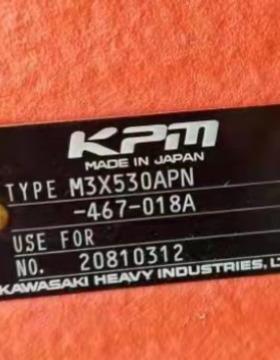 KPM
MADE IN JAPAN
TYPE M3X530APN
-467-018A
USE FOR
NO. 20810312
KAWASAKI HEAVY INDUSTRIES, L